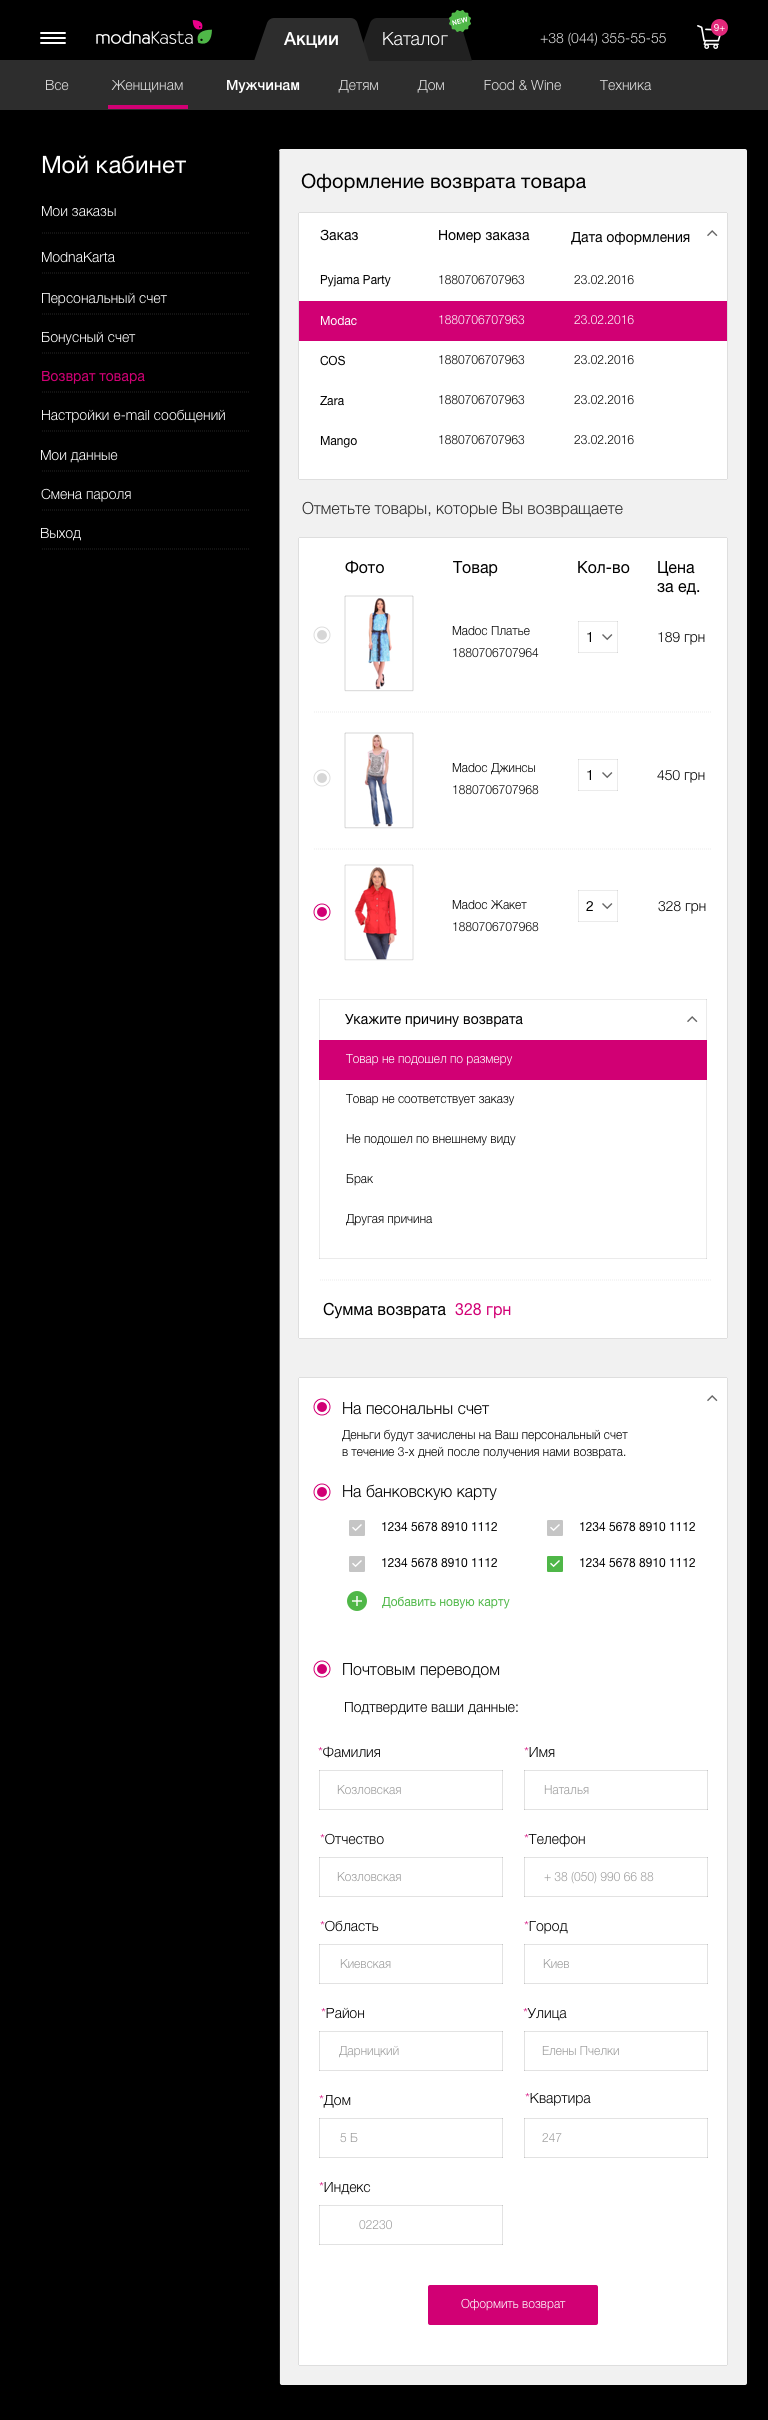 modnaKasta
Акции
Каталог
NEW
+38 (044) 355-55-55
9+
Все
Женщинам
Мужчинам
Детям
Дом
Food & Wine
Техника
Мой кабинет
Мои заказы
ModnaKarta
Персональный счет
Бонусный счет
Возврат товара
Настройки e-mail сообщений
Мои данные
Смена пароля
Выход
Оформление возврата товара
Заказ Номер заказа Дата оформления
Pyjama Party 1880706707963 23.02.2016
Modac 1880706707963 23.02.2016
COS 1880706707963 23.02.2016
Zara 1880706707963 23.02.2016
Mango 1880706707963 23.02.2016
Отметьте товары, которые Вы возвращаете
Фото Товар Кол-во Цена
за ед.
Madoc Платье
1880706707964
1
189 грн
Madoc Джинсы
1880706707968
1
450 грн
Madoc Жакет
1880706707968
2
328 грн
Укажите причину возврата
Товар не подошел по размеру
Товар не соответствует заказу
Не подошел по внешнему виду
Брак
Другая причина
Сумма возврата 328 грн
На песональны счет
Деньги будут зачислены на Ваш персональный счет
в течение 3-х дней после получения нами возврата.
На банковскую карту
1234 5678 8910 1112 1234 5678 8910 1112
1234 5678 8910 1112 1234 5678 8910 1112
Добавить новую карту
Почтовым переводом
Подтвердите ваши данные:
*Фамилия *Имя
Козловская Наталья
*Отчество *Телефон
Козловская + 38 (050) 990 66 88
*Область *Город
Киевская Киев
*Район *Улица
Дарницкий Елены Пчелки
*Дом *Квартира
5 Б 247
*Индекс
02230
Оформить возврат